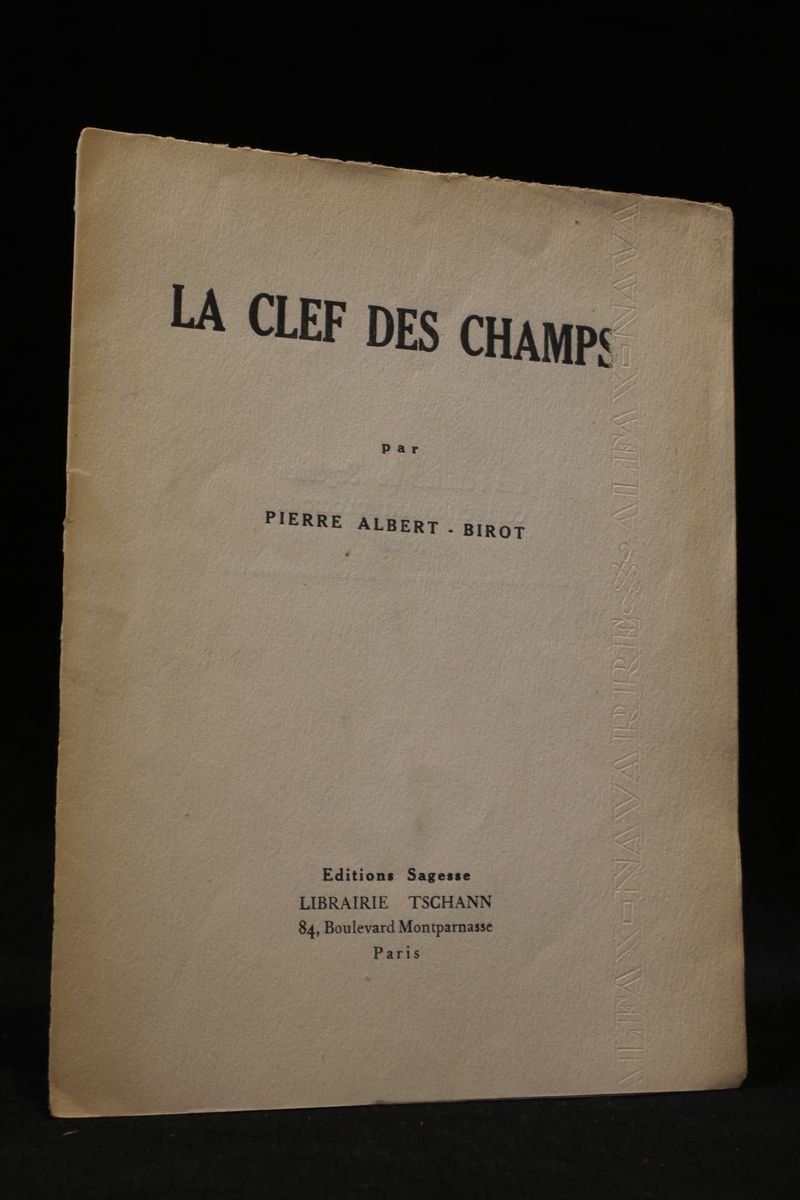 LA CLEF DES CHAMPS
par
PIERRE ALBERT - BIROT
Editions Sagesse
LIBRAIRIE TSCHANN
84, Boulevard Montparnasse
Paris